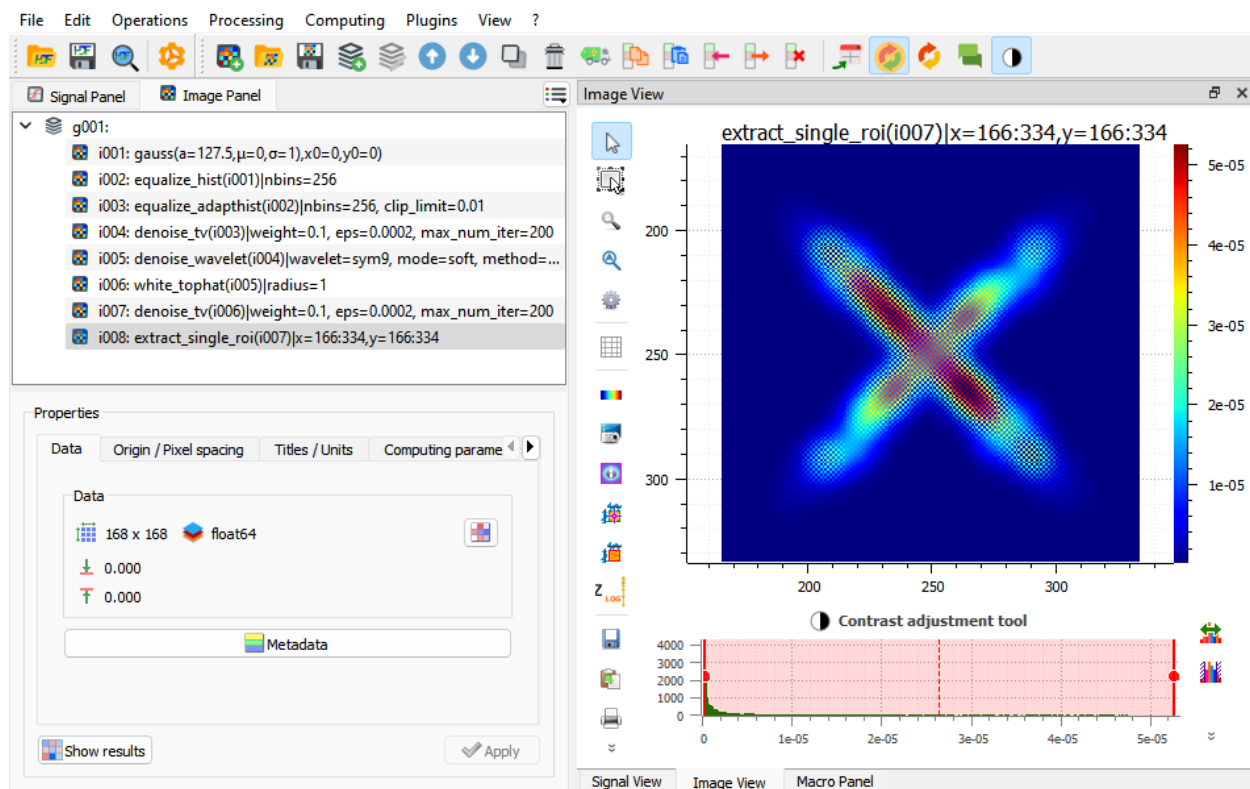 File Edit Operations Processing Computing Plugins View ?
Signal Panel Image Panel
g001:
i001: gauss(a=127.5,μ=0,σ=1),x0=0,y0=0)
i002: equalize_hist(i001)|nbins=256
i003: equalize_adapthist(i002)|nbins=256, clip_limit=0.01
i004: denoise_tv(i003)|weight=0.1, eps=0.0002, max_num_iter=200
i005: denoise_wavelet(i004)|wavelet=sym9, mode=soft, method=...
i006: white_tophat(i005)|radius=1
i007: denoise_tv(i006)|weight=0.1, eps=0.0002, max_num_iter=200
i008: extract_single_roi(i007)|x=166:334,y=166:334
Properties
Data Origin / Pixel spacing Titles / Units Computing parame
Data
168 x 168 float64
0.000
0.000
Metadata
Show results Apply
Image View
extract_single_roi(i007)|x=166:334,y=166:334
200
250
300
200 250 300
5e-05
4e-05
3e-05
2e-05
1e-05
Z LOG
Contrast adjustment tool
4000
3000
2000
1000
0
0 1e-05 2e-05 3e-05 4e-05 5e-05
Signal View Image View Macro Panel